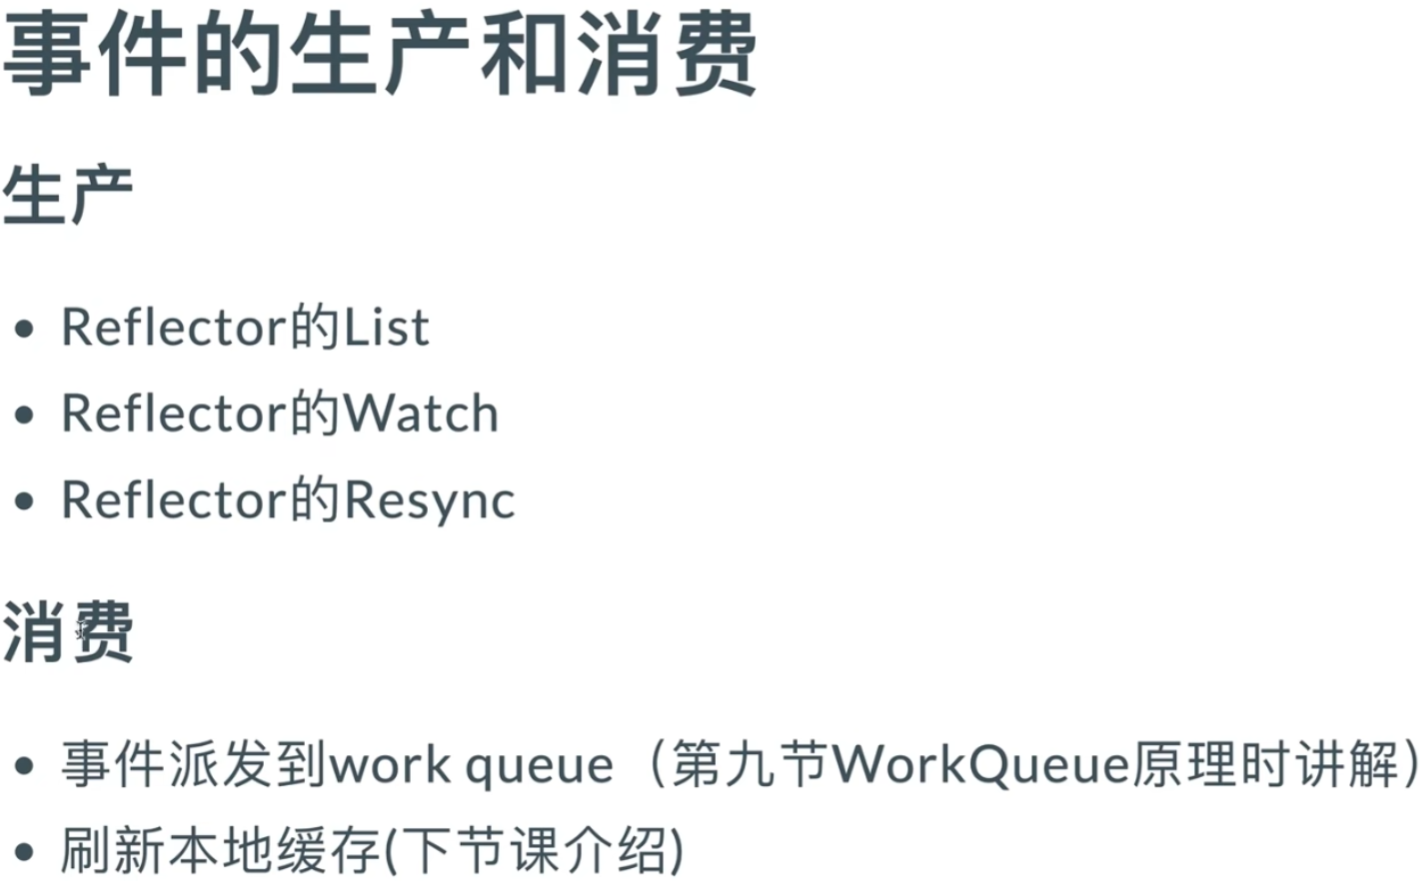 事件的生产和消费
生产
• Reflector的List
• Reflector的Watch
• Reflector的Resync
消费
• 事件派发到work queue（第九节WorkQueue原理时讲解）
• 刷新本地缓存(下节课介绍)